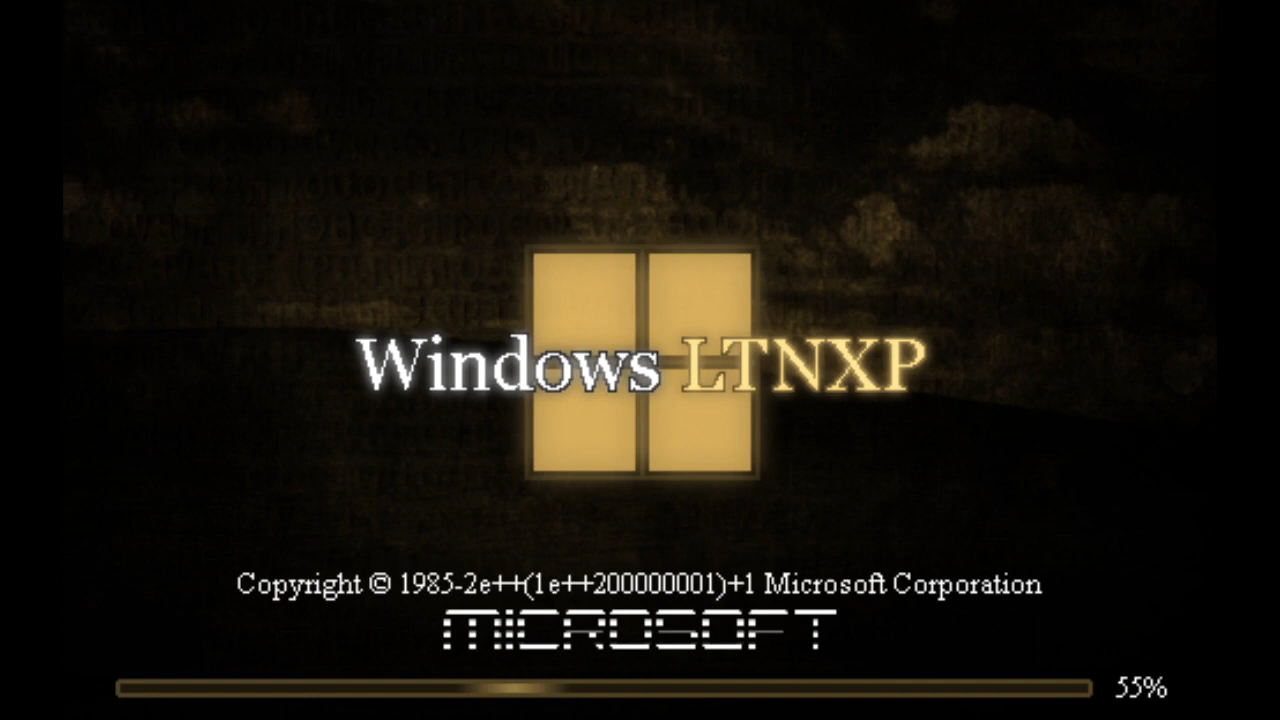 Windows LTNXP
Copyright © 1985-2e++(1e++200000001)+1 Microsoft Corporation
MICROSOFT
55%